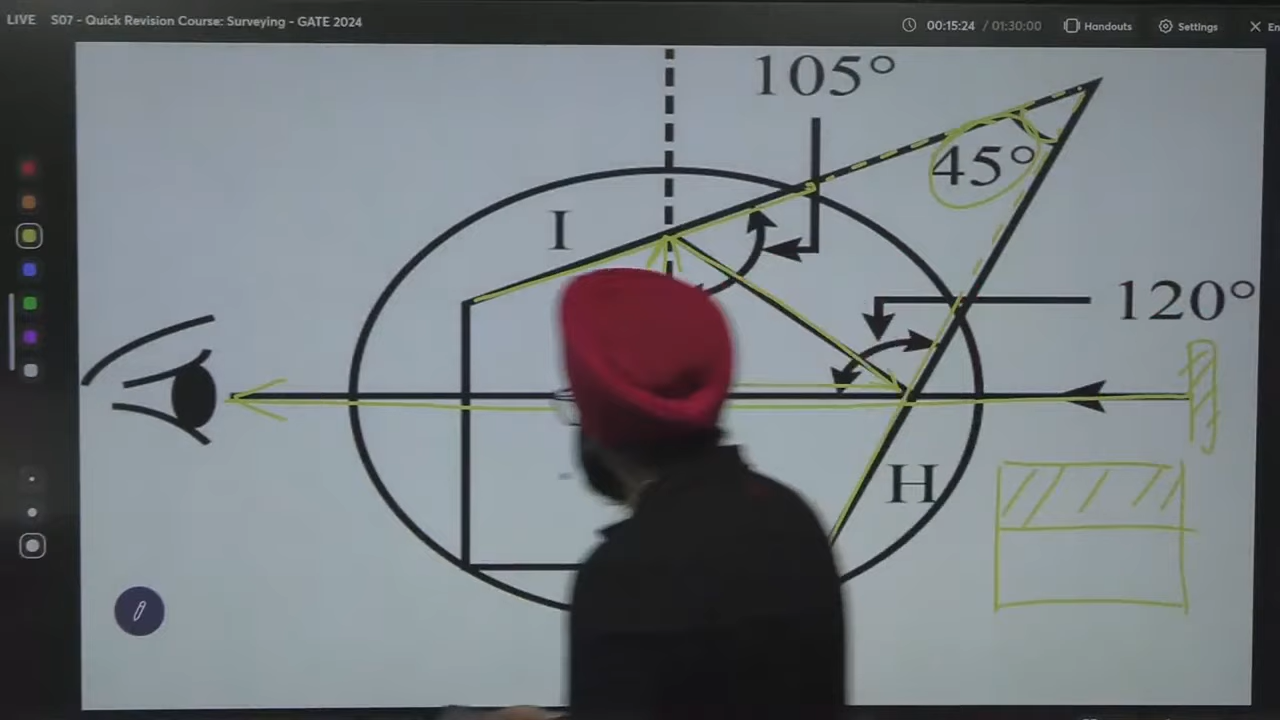 LIVE S07 - Quick Revision Course: Surveying - GATE 2024
00:15:24 / 01:30:00 Handouts Settings
105°
45°
I
120°
H